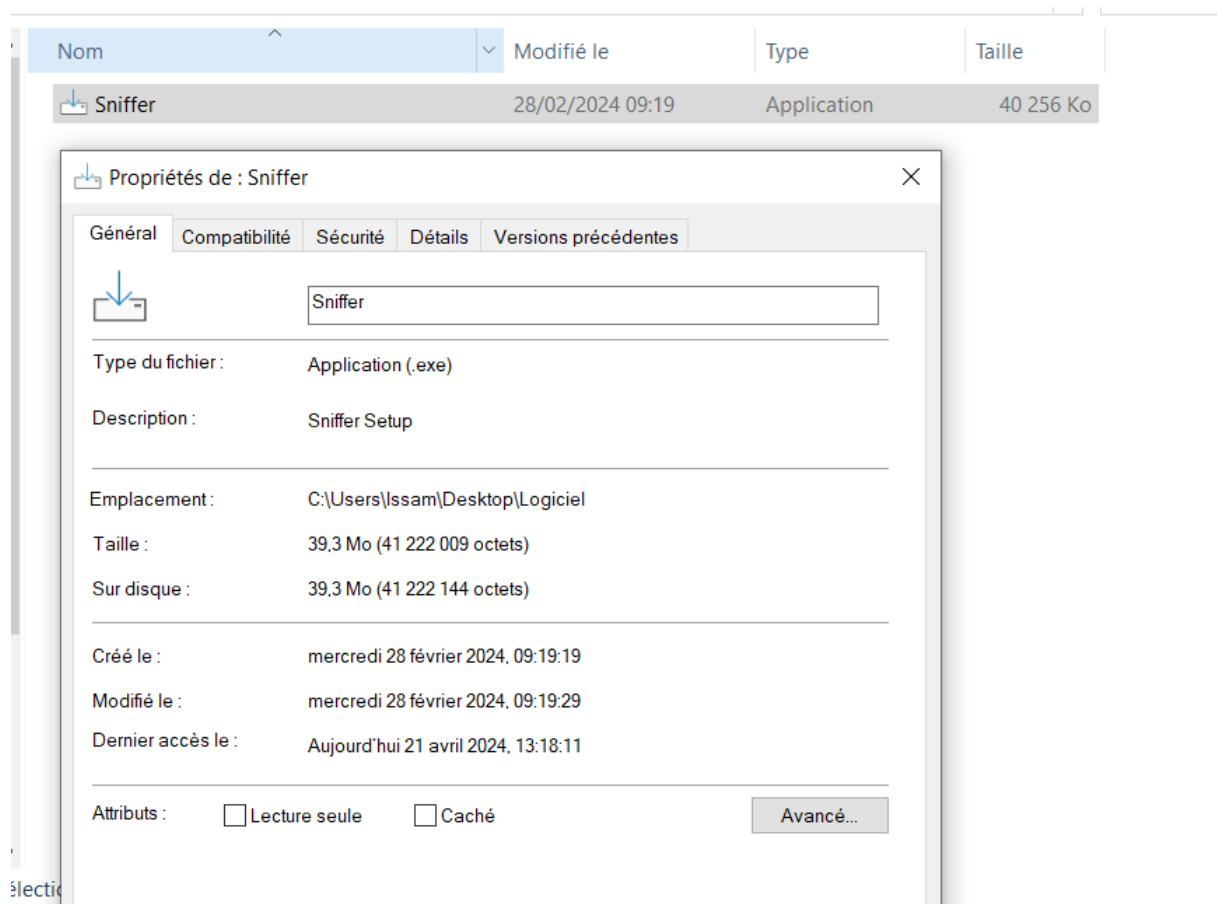 Nom Modifié le Type Taille
Sniffer 28/02/2024 09:19 Application 40 256 Ko
Propriétés de : Sniffer
Général Compatibilité Sécurité Détails Versions précédentes
Sniffer
Type du fichier : Application (.exe)
Description : Sniffer Setup
Emplacement : C:\Users\Issam\Desktop\Logiciel
Taille : 39,3 Mo (41 222 009 octets)
Sur disque : 39,3 Mo (41 222 144 octets)
Créé le : mercredi 28 février 2024, 09:19:19
Modifié le : mercredi 28 février 2024, 09:19:29
Dernier accès le : Aujourd'hui 21 avril 2024, 13:18:11
Attributs : Lecture seule Caché Avancé...